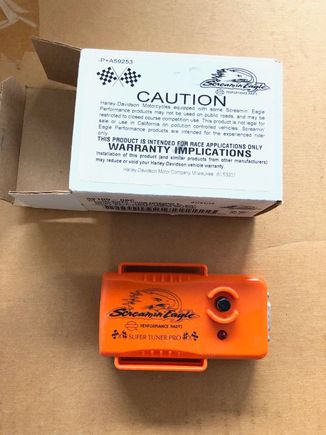 -P+A59253
Screamin Eagle
PERFORMANCE PARTS
CAUTION
Harley-Davidson Motorcycles equipped with some Screamin' Eagle
Performance products may not be used on public roads, and may be
restricted to closed course competition use. This product is not legal for
sale or use in California on pollution controlled vehicles. Screamin'
Eagle Performance products are intended for the experienced rider
only.
THIS PRODUCT IS INTENDED FOR RACE APPLICATIONS ONLY
WARRANTY IMPLICATIONS
Installation of this product (and similar products from other manufacturers)
may reduce or void your Harley-Davidson vehicle warranty.
Harley-Davidson Motor Company Milwaukee, WI 53201
Screamin' Eagle
PERFORMANCE PARTS
SUPER TUNER PRO